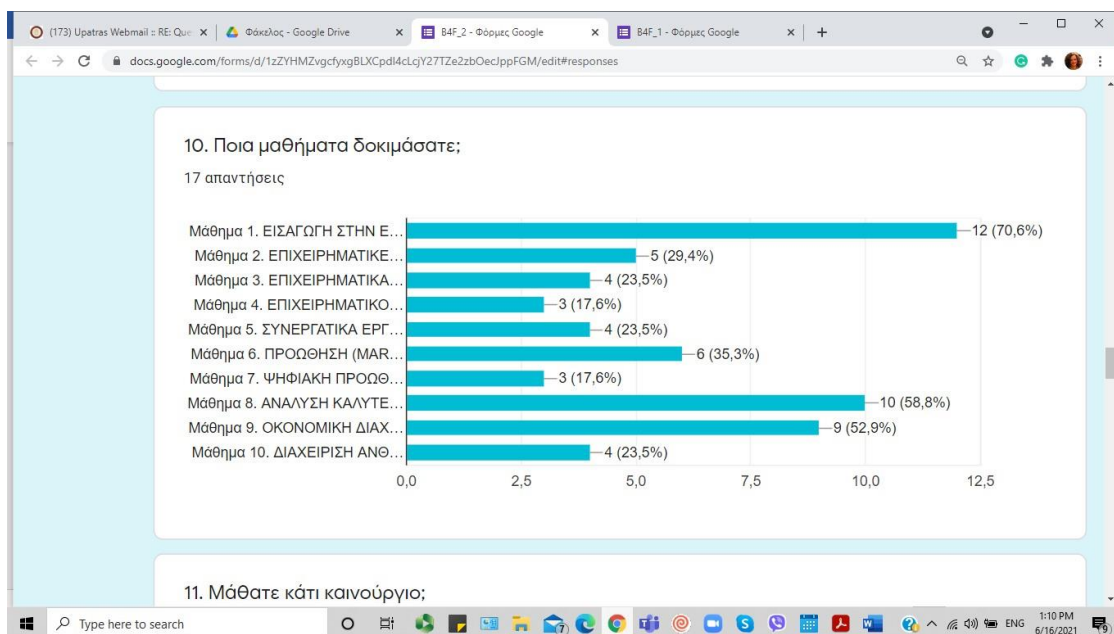 (173) Upatras Webmail :: RE: Que
Φάκελος - Google Drive
B4F_2 - Φόρμες Google
B4F_1 - Φόρμες Google
docs.google.com/forms/d/1zZYHMZvgcfyxgBLXCpdl4cLcjY27TZe2zbOecJppFGM/edit#responses
10. Ποια μαθήματα δοκιμάσατε;
17 απαντήσεις
Μάθημα 1. ΕΙΣΑΓΩΓΗ ΣΤΗΝ Ε... 12 (70,6%)
Μάθημα 2. ΕΠΙΧΕΙΡΗΜΑΤΙΚΕ... 5 (29,4%)
Μάθημα 3. ΕΠΙΧΕΙΡΗΜΑΤΙΚΑ... 4 (23,5%)
Μάθημα 4. ΕΠΙΧΕΙΡΗΜΑΤΙΚΟ... 3 (17,6%)
Μάθημα 5. ΣΥΝΕΡΓΑΤΙΚΑ ΕΡΓ... 4 (23,5%)
Μάθημα 6. ΠΡΟΩΘΗΣΗ (MAR... 6 (35,3%)
Μάθημα 7. ΨΗΦΙΑΚΗ ΠΡΟΩΘ... 3 (17,6%)
Μάθημα 8. ΑΝΑΛΥΣΗ ΚΑΛΥΤΕ... 10 (58,8%)
Μάθημα 9. ΟΚΟΝΟΜΙΚΗ ΔΙΑΧ... 9 (52,9%)
Μάθημα 10. ΔΙΑΧΕΙΡΙΣΗ ΑΝΘ... 4 (23,5%)
0,0 2,5 5,0 7,5 10,0 12,5
11. Μάθατε κάτι καινούργιο;
Type here to search
ENG
1:10 PM
6/16/2021